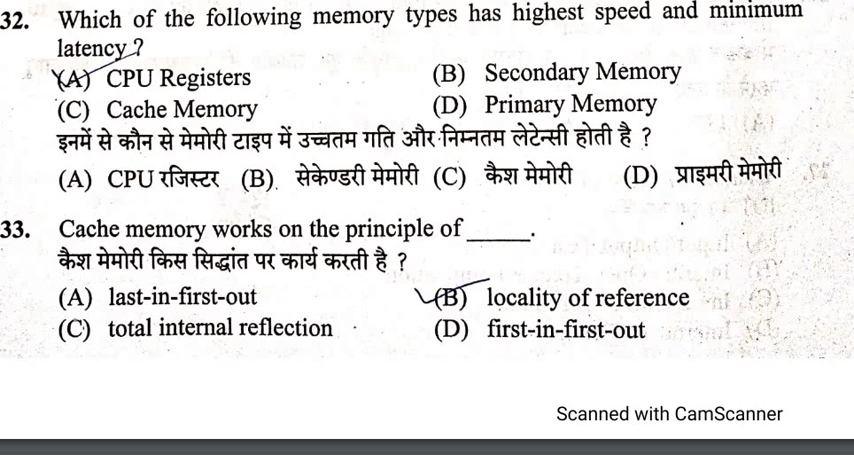 32. Which of the following memory types has highest speed and minimum
latency ?
(A) CPU Registers (B) Secondary Memory
(C) Cache Memory (D) Primary Memory
इनमें से कौन से मेमोरी टाइप में उच्चतम गति और निम्नतम लेटेन्सी होती है ?
(A) CPU रजिस्टर (B) सेकेण्डरी मेमोरी (C) कैश मेमोरी (D) प्राइमरी मेमोरी
33. Cache memory works on the principle of ______.
कैश मेमोरी किस सिद्धांत पर कार्य करती है ?
(A) last-in-first-out (B) locality of reference
(C) total internal reflection (D) first-in-first-out
Scanned with CamScanner